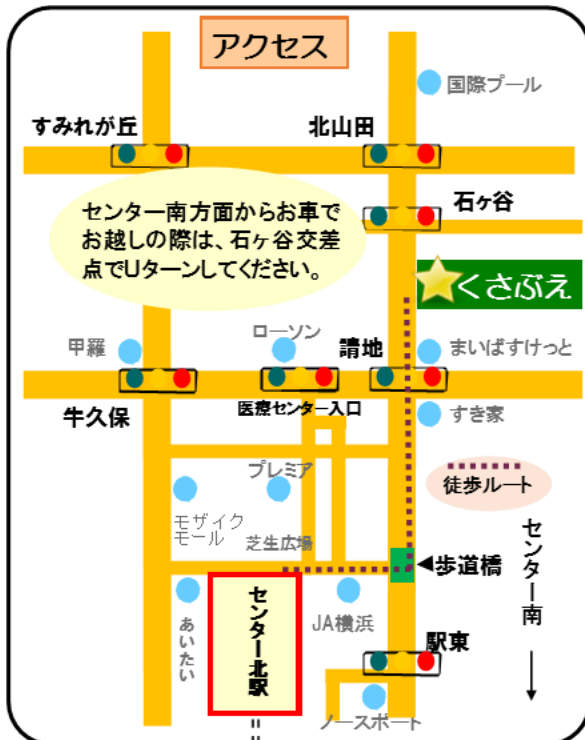 アクセス
国際プール
すみれが丘
北山田
石ヶ谷
センター南方面からお車で
お越しの際は、石ヶ谷交差
点でUターンしてください。
くさぶえ
甲羅
ローソン
請地
まいばすけっと
牛久保
医療センター入口
すき家
プレミア
徒歩ルート
モザイク
モール
芝生広場
センター南
歩道橋
あいたい
センター北駅
JA横浜
駅東
ノースポート